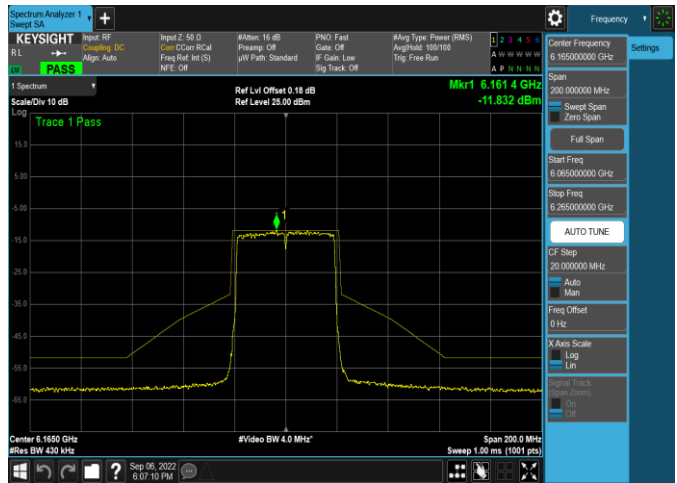 Spectrum Analyzer 1
Swept SA
Frequency
KEYSIGHT
RL
PASS
Input: RF
Coupling: DC
Align: Auto
Input Z: 50 Ω
Corr CCorr RCal
Freq Ref: Int (S)
NFE: Off
#Atten: 16 dB
Preamp: Off
µW Path: Standard
PNO: Fast
Gate: Off
IF Gain: Low
Sig Track: Off
#Avg Type: Power (RMS)
Avg|Hold: 100/100
Trig: Free Run
1 2 3 4 5 6
A W W W W W
A P N N N N
1 Spectrum
Scale/Div 10 dB
Log
Ref Lvl Offset 0.18 dB
Ref Level 25.00 dBm
Mkr1 6.161 4 GHz
-11.832 dBm
Trace 1 Pass
15.0
5.00
-5.00
-15.0
-25.0
-35.0
-45.0
-55.0
-65.0
1
Center 6.1650 GHz
#Res BW 430 kHz
#Video BW 4.0 MHz*
Span 200.0 MHz
Sweep 1.00 ms (1001 pts)
Sep 06, 2022
6:07:10 PM
Center Frequency
6.165000000 GHz
Span
200.000000 MHz
Swept Span
Zero Span
Full Span
Start Freq
6.065000000 GHz
Stop Freq
6.265000000 GHz
AUTO TUNE
CF Step
20.000000 MHz
Auto
Man
Freq Offset
0 Hz
X Axis Scale
Log
Lin
Signal Track
(Span Zoom)
On
Off
Settings